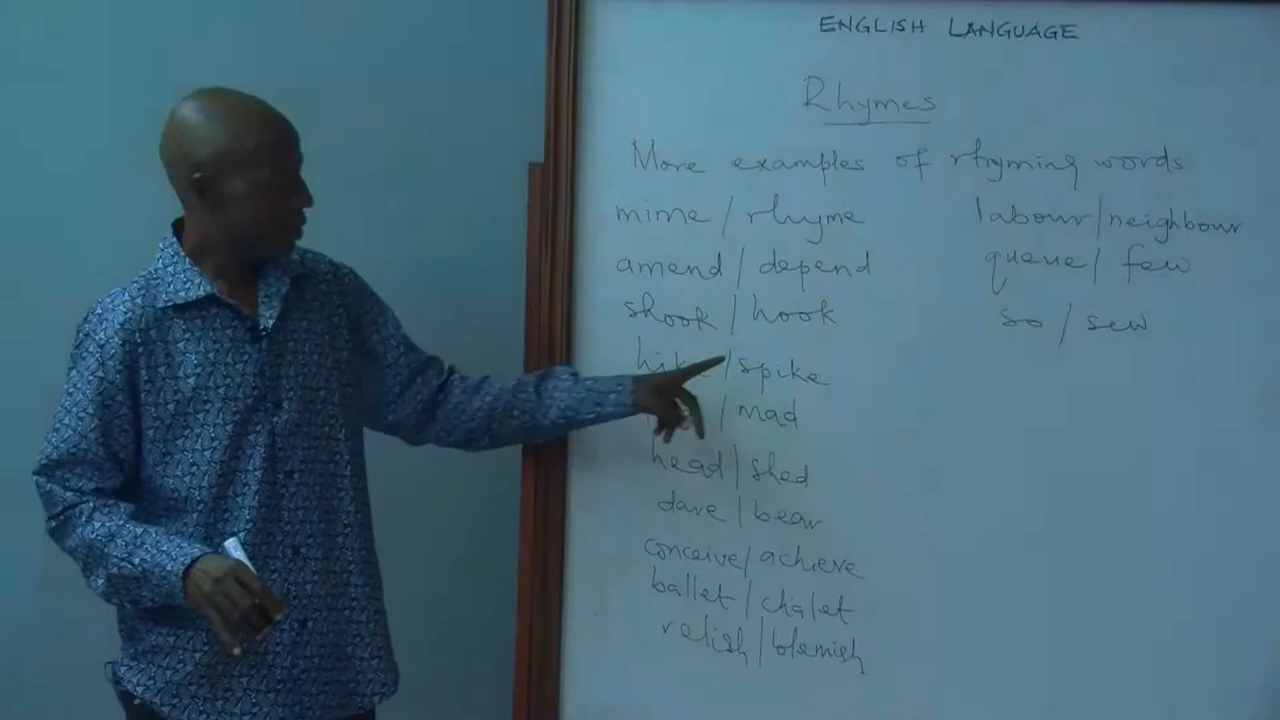 ENGLISH LANGUAGE
Rhymes
More examples of rhyming words
mime / rhyme
amend / depend
shook / hook
hike / spike
/ mad
head / shed
dare / bear
conceive / achieve
ballet / chalet
relish / blemish
labour / neighbour
queue / few
so / sew